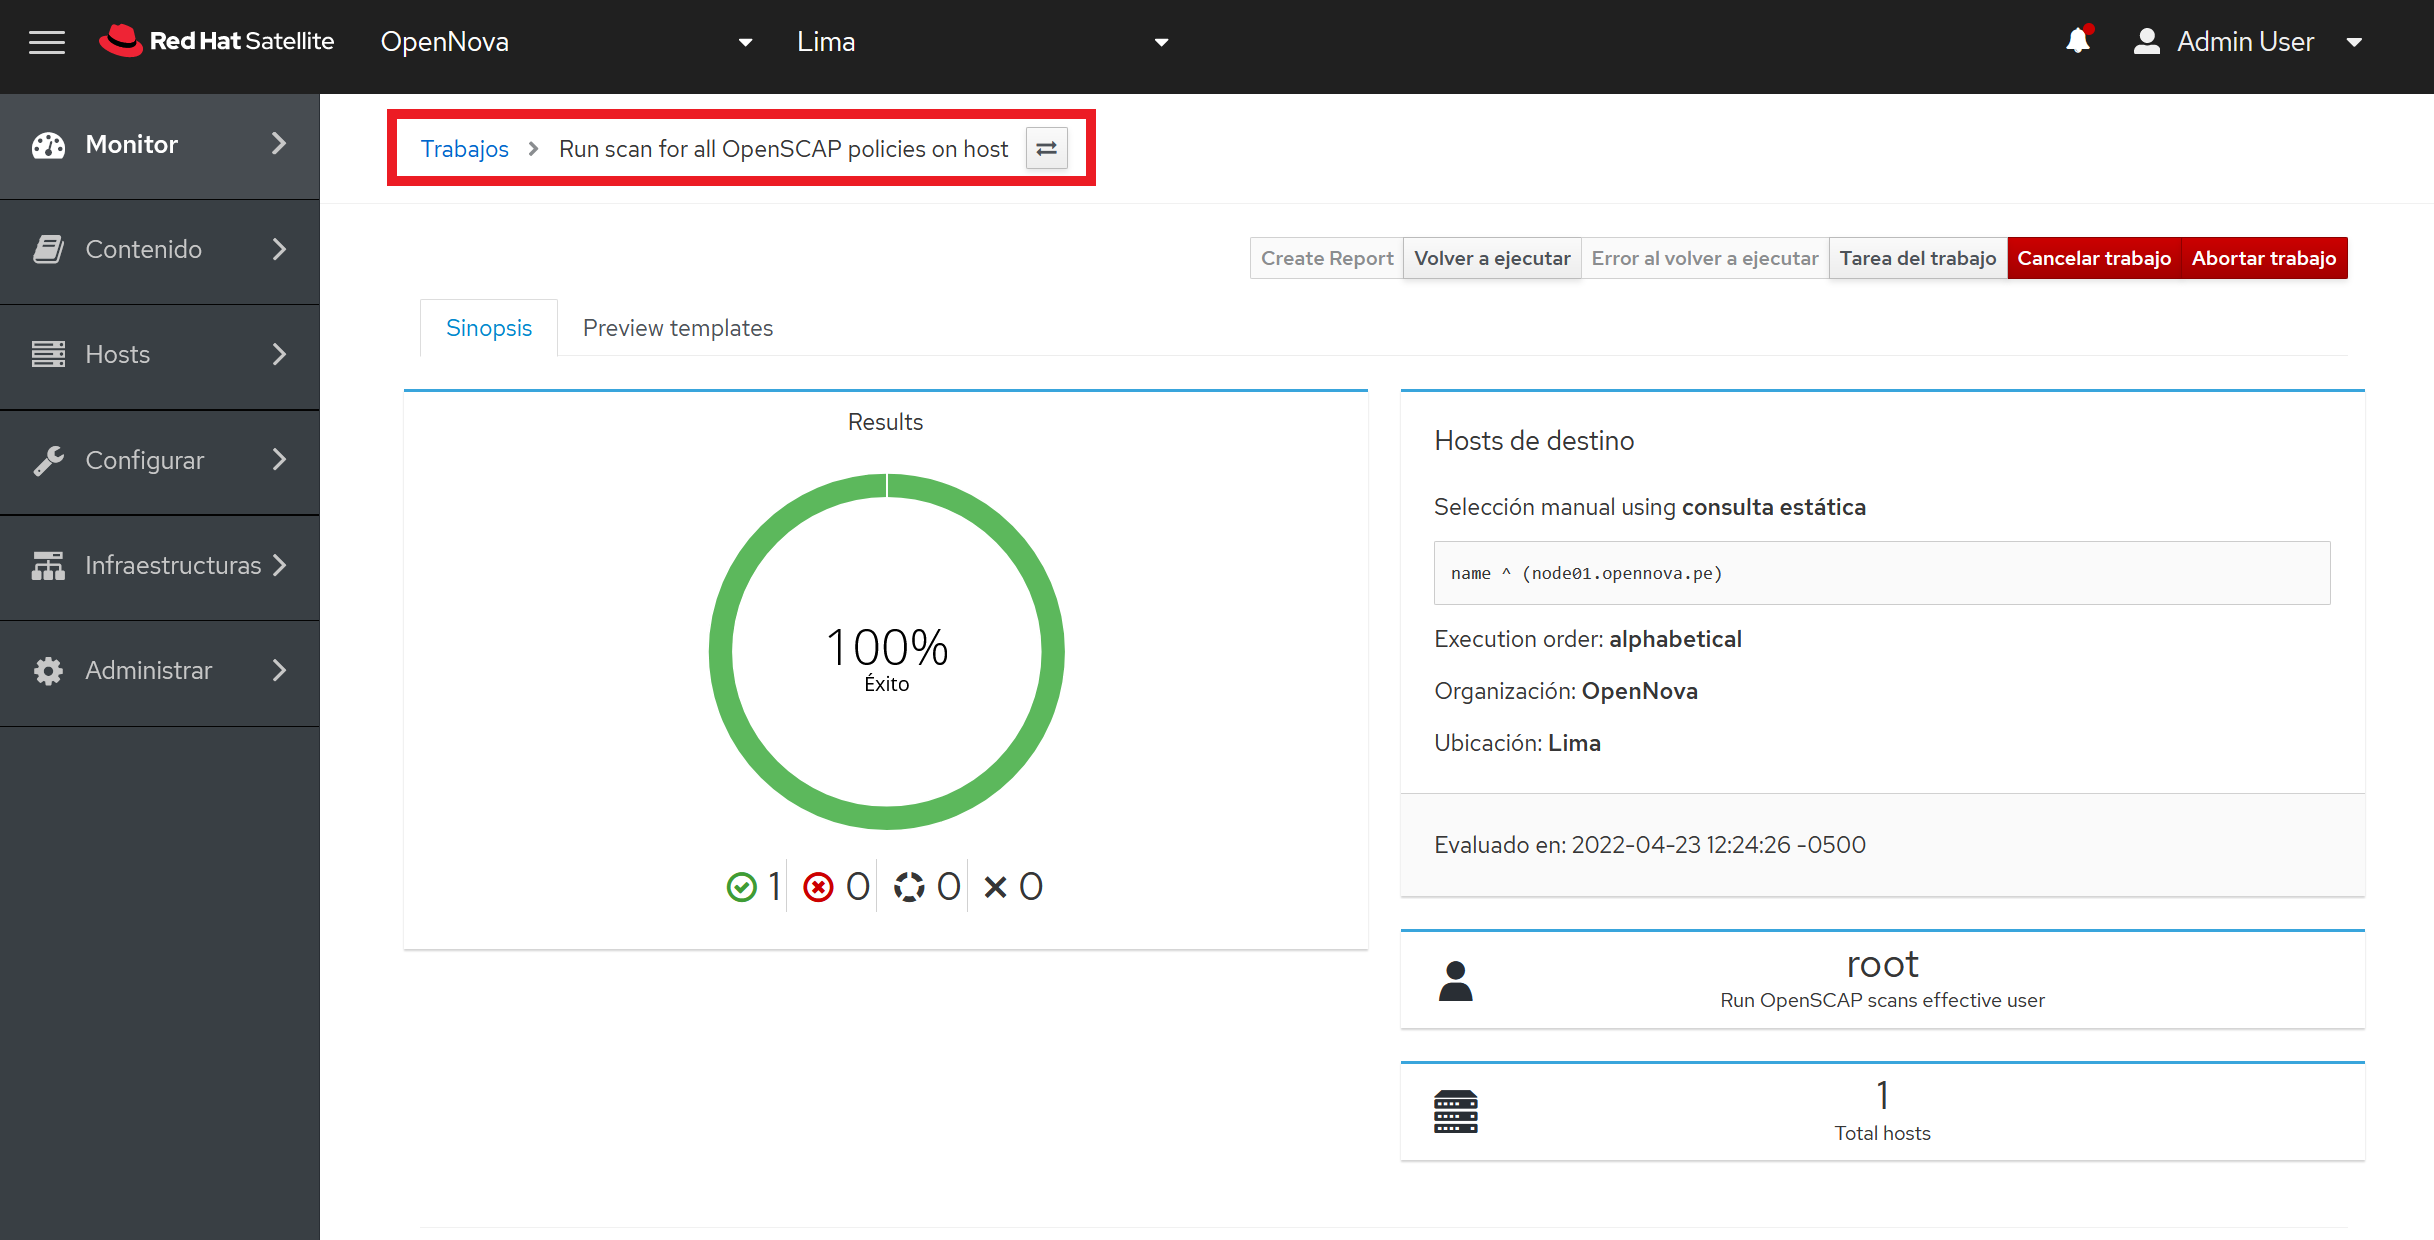 Red Hat Satellite OpenNova Lima Admin User
Monitor
Contenido
Hosts
Configurar
Infraestructuras
Administrar
Trabajos Run scan for all OpenSCAP policies on host
Create Report Volver a ejecutar Error al volver a ejecutar Tarea del trabajo Cancelar trabajo Abortar trabajo
Sinopsis Preview templates
Results
100%
Éxito
1 0 0 0
Hosts de destino
Selección manual using consulta estática
name ^ (node01.opennova.pe)
Execution order: alphabetical
Organización: OpenNova
Ubicación: Lima
Evaluado en: 2022-04-23 12:24:26 -0500
root
Run OpenSCAP scans effective user
1
Total hosts